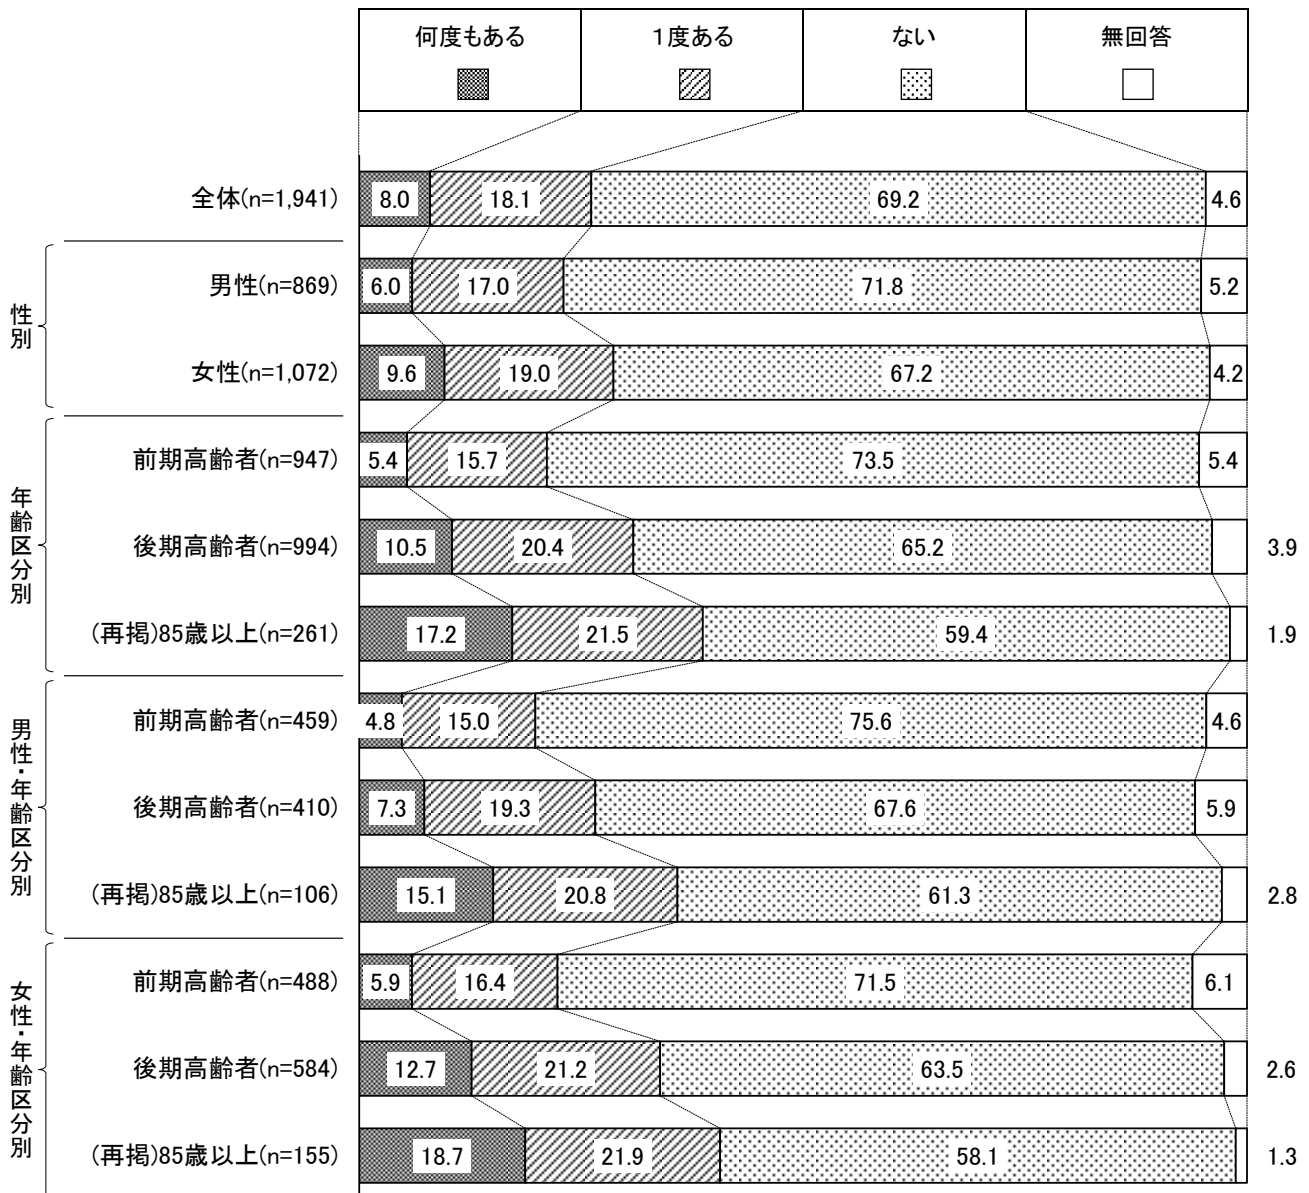 何度もある １度ある ない 無回答
全体(n=1,941) 8.0 18.1 69.2 4.6
性別
男性(n=869) 6.0 17.0 71.8 5.2
女性(n=1,072) 9.6 19.0 67.2 4.2
年齢区分別
前期高齢者(n=947) 5.4 15.7 73.5 5.4
後期高齢者(n=994) 10.5 20.4 65.2 3.9
(再掲)85歳以上(n=261) 17.2 21.5 59.4 1.9
男性・年齢区分別
前期高齢者(n=459) 4.8 15.0 75.6 4.6
後期高齢者(n=410) 7.3 19.3 67.6 5.9
(再掲)85歳以上(n=106) 15.1 20.8 61.3 2.8
女性・年齢区分別
前期高齢者(n=488) 5.9 16.4 71.5 6.1
後期高齢者(n=584) 12.7 21.2 63.5 2.6
(再掲)85歳以上(n=155) 18.7 21.9 58.1 1.3